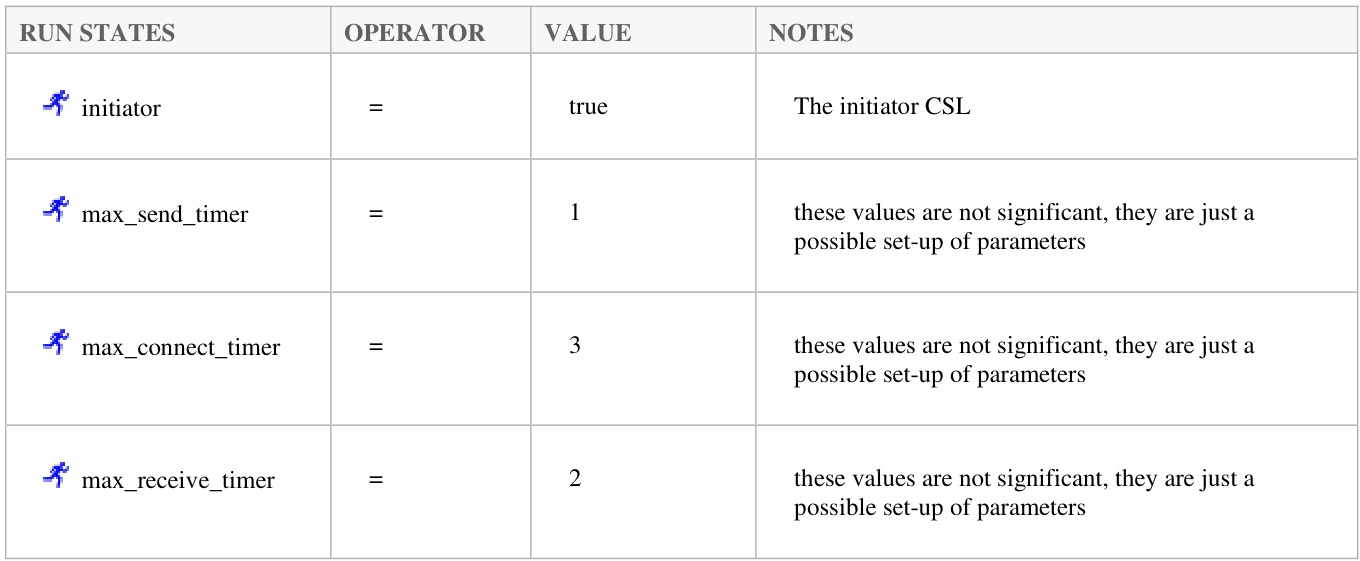 RUN STATES OPERATOR VALUE NOTES
initiator = true The initiator CSL
max_send_timer = 1 these values are not significant, they are just a
possible set-up of parameters
max_connect_timer = 3 these values are not significant, they are just a
possible set-up of parameters
max_receive_timer = 2 these values are not significant, they are just a
possible set-up of parameters